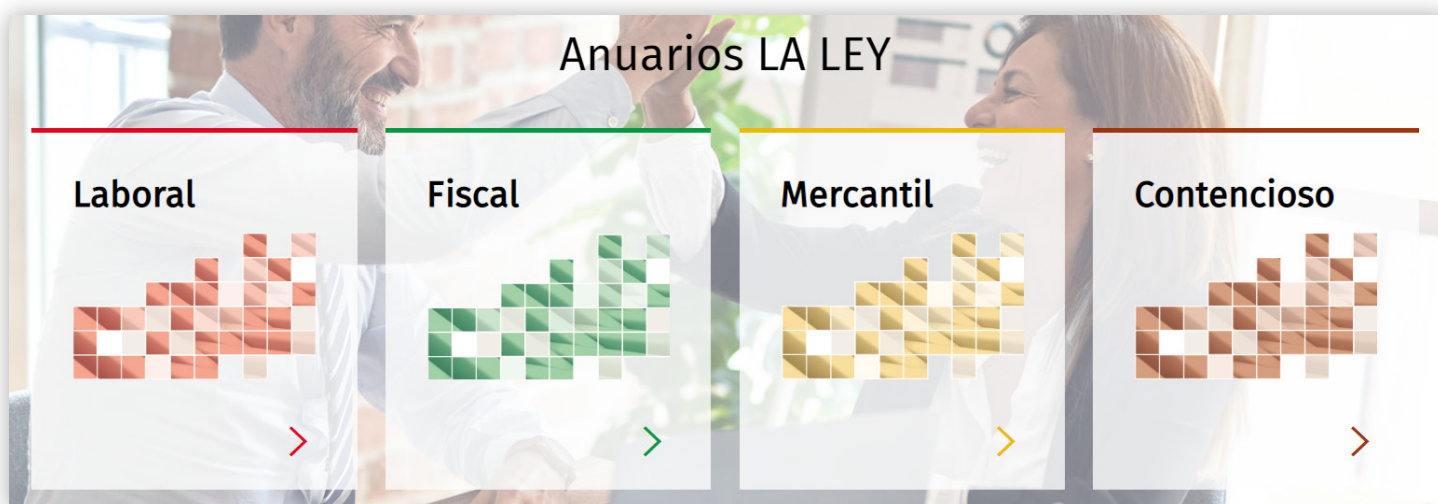 Anuarios LA LEY
Laboral
Fiscal
Mercantil
Contencioso